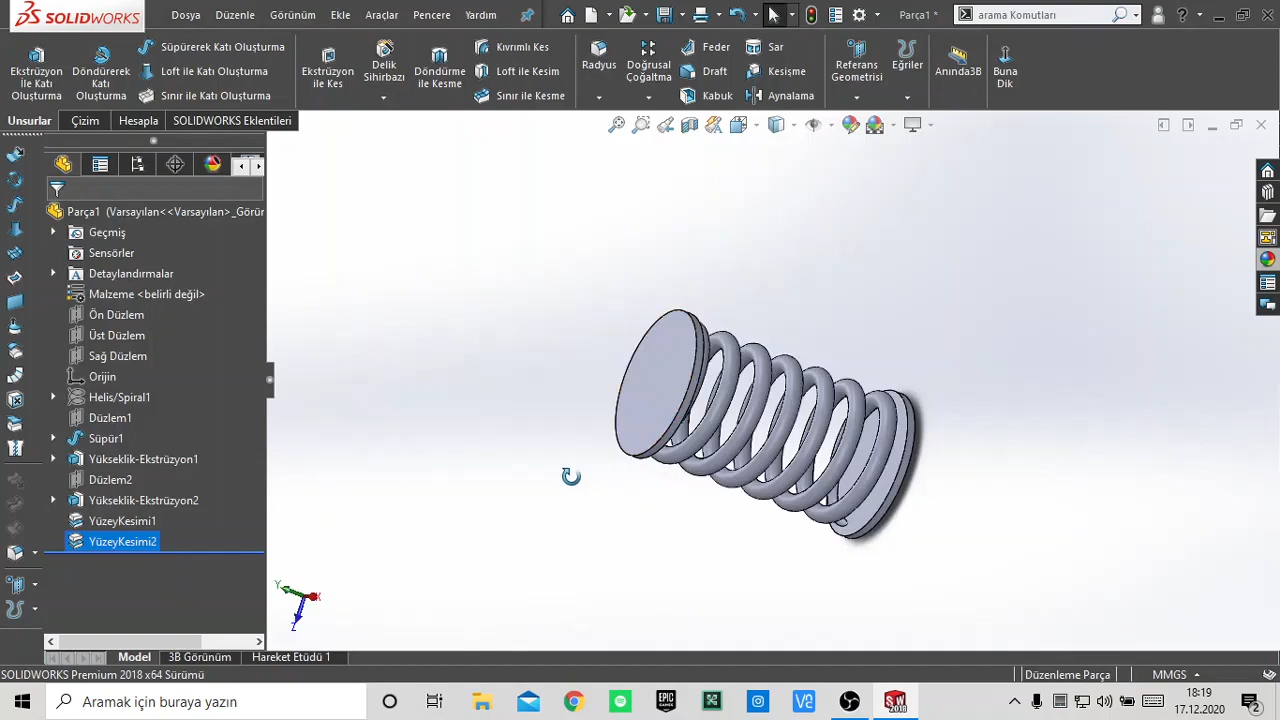 SOLIDWORKS
Dosya Düzenle Görünüm Ekle Araçlar Pencere Yardım
Parça1 *
arama Komutları
Ekstrüzyon ile Katı Oluşturma
Döndürerek Katı Oluşturma
Süpürerek Katı Oluşturma
Loft ile Katı Oluşturma
Sınır ile Katı Oluşturma
Ekstrüzyon ile Kes
Delik Sihirbazı
Döndürme ile Kesme
Kıvrımlı Kes
Loft ile Kesim
Sınır ile Kesme
Radyus
Doğrusal Çoğaltma
Feder
Draft
Kabuk
Sar
Kesişme
Aynalama
Referans Geometrisi
Eğriler
Anında3B
Buna Dik
Unsurlar Çizim Hesapla SOLIDWORKS Eklentileri
Parça1 (Varsayılan<<Varsayılan>_Görür
Geçmiş
Sensörler
Detaylandırmalar
Malzeme <belirli değil>
Ön Düzlem
Üst Düzlem
Sağ Düzlem
Orijin
Helis/Spiral1
Düzlem1
Süpür1
Yükseklik-Ekstrüzyon1
Düzlem2
Yükseklik-Ekstrüzyon2
YüzeyKesimi1
YüzeyKesimi2
Y X
Z
Model 3B Görünüm Hareket Etüdü 1
SOLIDWORKS Premium 2018 x64 Sürümü
Düzenleme Parça MMGS
Aramak için buraya yazın
EPIC GAMES
SW 2018
18:19
17.12.2020
2